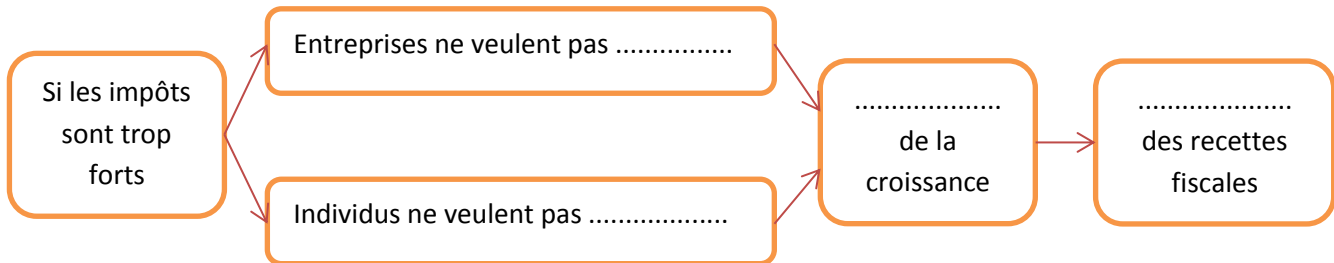 Si les impôts
sont trop
forts
Entreprises ne veulent pas ................
Individus ne veulent pas ...................
.....................
de la
croissance
......................
des recettes
fiscales